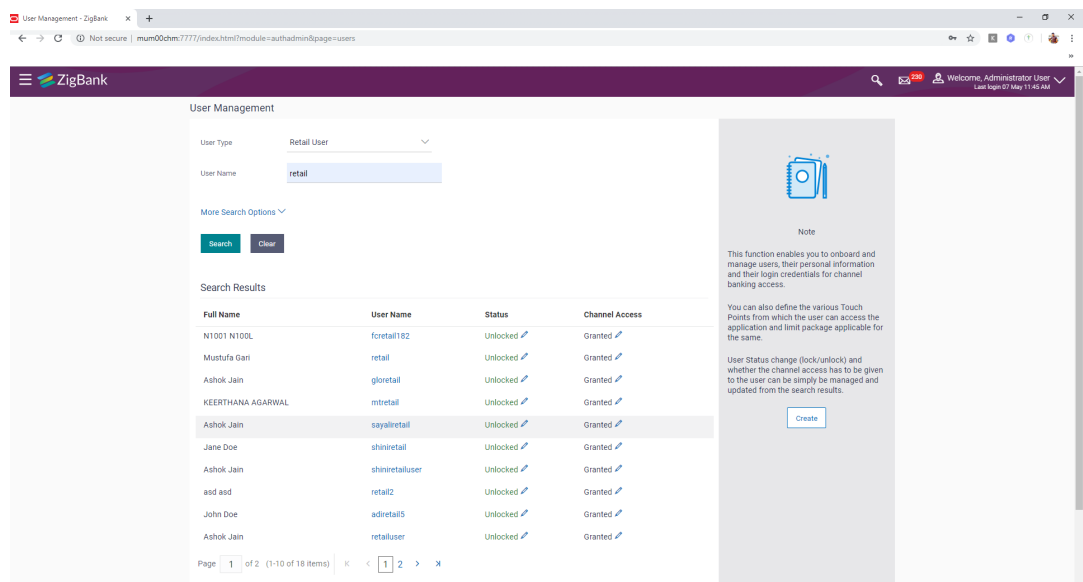 User Management - ZigBank
Not secure | mum00chm:7777/index.html?module=authadmin&page=users
ZigBank
230
Welcome, Administrator User
Last login 07 May 11:45 AM
User Management
User Type
Retail User
User Name
retail
More Search Options
Search
Clear
Search Results
Full Name User Name Status Channel Access
N1001 N100L fcretail182 Unlocked Granted
Mustufa Gari retail Unlocked Granted
Ashok Jain gloretail Unlocked Granted
KEERTHANA AGARWAL mtretail Unlocked Granted
Ashok Jain sayaliretail Unlocked Granted
Jane Doe shiniretail Unlocked Granted
Ashok Jain shiniretailuser Unlocked Granted
asd asd retail2 Unlocked Granted
John Doe adiretail5 Unlocked Granted
Ashok Jain retailuser Unlocked Granted
Page 1 of 2 (1-10 of 18 items) 1 2
Note
This function enables you to onboard and
manage users, their personal information
and their login credentials for channel
banking access.
You can also define the various Touch
Points from which the user can access the
application and limit package applicable for
the same.
User Status change (lock/unlock) and
whether the channel access has to be given
to the user can be simply be managed and
updated from the search results.
Create